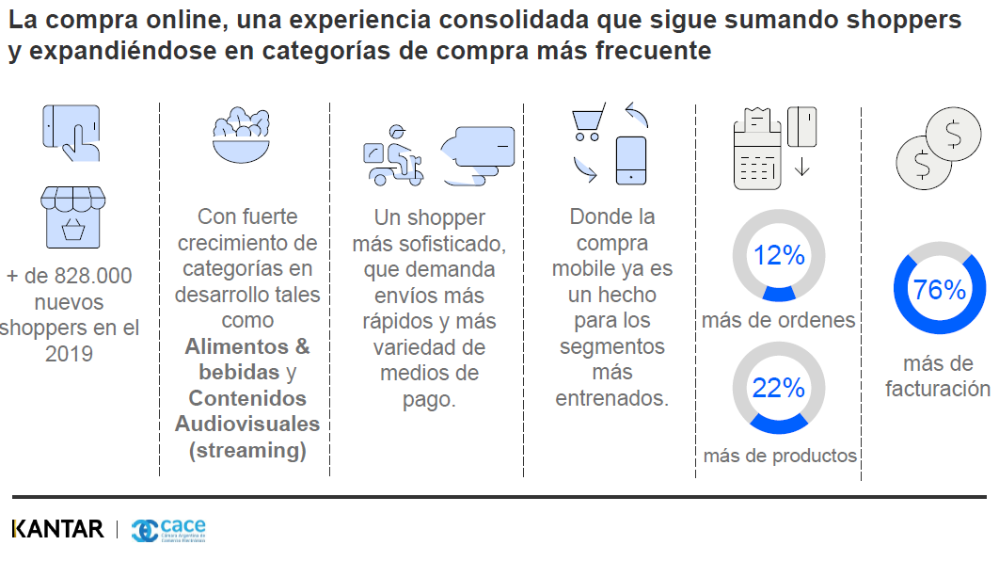 La compra online, una experiencia consolidada que sigue sumando shoppers
y expandiéndose en categorías de compra más frecuente
+ de 828.000
nuevos
shoppers en el
2019
Con fuerte
crecimiento de
categorías en
desarrollo tales
como
Alimentos &
bebidas y
Contenidos
Audiovisuales
(streaming)
Un shopper
más sofisticado,
que demanda
envíos más
rápidos y más
variedad de
medios de
pago.
Donde la
compra
mobile ya es
un hecho
para los
segmentos
más
entrenados.
12%
más de ordenes
22%
más de productos
$
$
76%
más de
facturación
KANTAR
cace
Cámara Argentina de
Comercio Electrónico